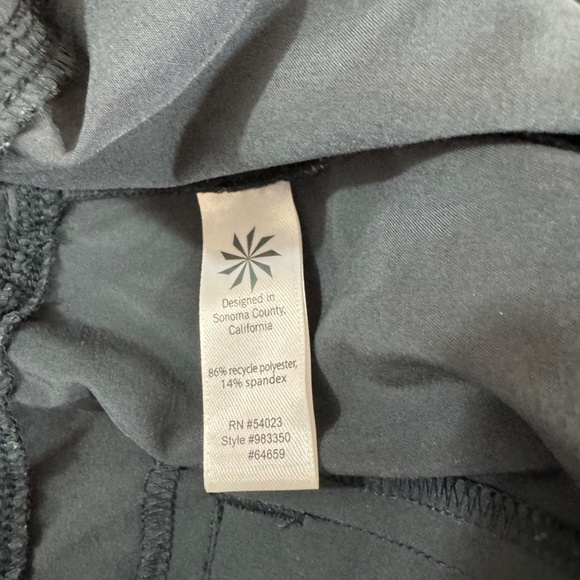 Designed in
Sonoma County,
California
86% recycle polyester,
14% spandex
RN #54023
Style #983350
#64659